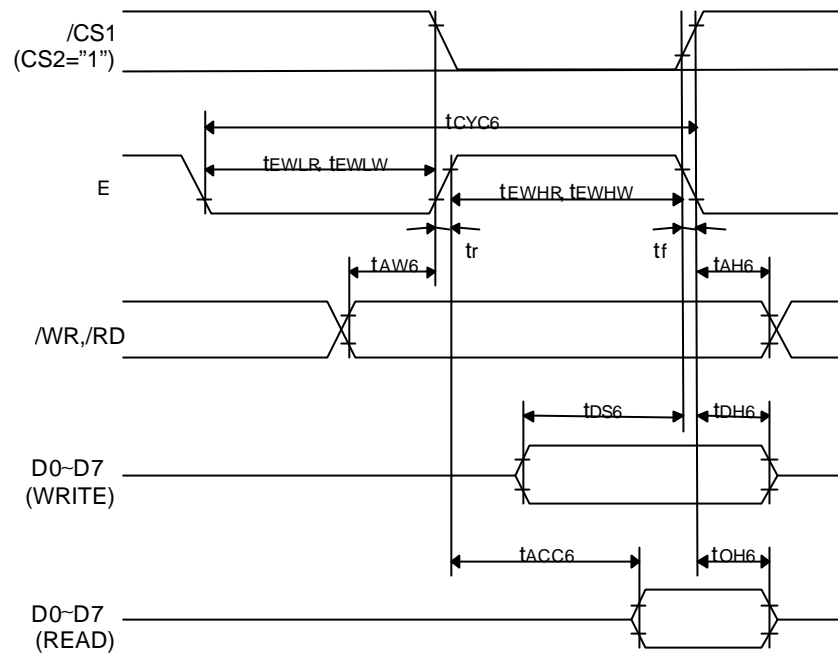 /CS1
(CS2="1")
tCYC6
tEWLR, tEWLW
E
tEWHR, tEWHW
tr
tf
tAW6
tAH6
/WR,/RD
tDS6
tDH6
D0~D7
(WRITE)
tACC6
tOH6
D0~D7
(READ)